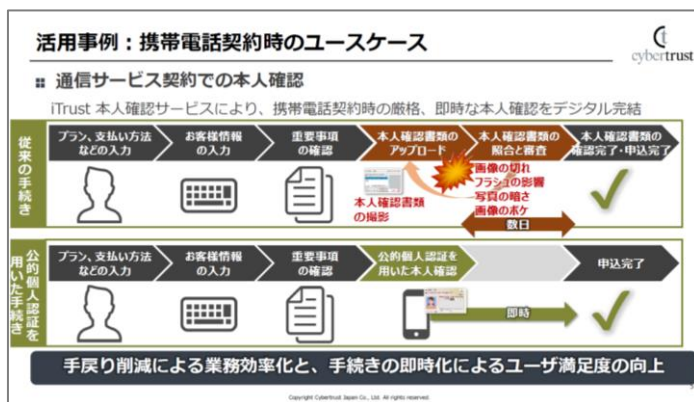 活用事例：携帯電話契約時のユースケース
cybertrust
通信サービス契約での本人確認
iTrust 本人確認サービスにより、携帯電話契約時の厳格、即時な本人確認をデジタル完結
従来の手続き
プラン、支払い方法
などの入力
お客様情報
の入力
重要事項
の確認
本人確認書類の
アップロード
本人確認書類の
照合と審査
本人確認書類の
確認完了・申込完了
本人確認書類
の撮影
画像の切れ
フラッシュの影響
写真の暗さ
画像のボケ
数日
公的個人認証を
用いた手続き
プラン、支払い方法
などの入力
お客様情報
の入力
重要事項
の確認
公的個人認証を
用いた本人確認
申込完了
即時
手戻り削減による業務効率化と、手続きの即時化によるユーザ満足度の向上
Copyright Cybertrust Japan Co., Ltd. All rights reserved.